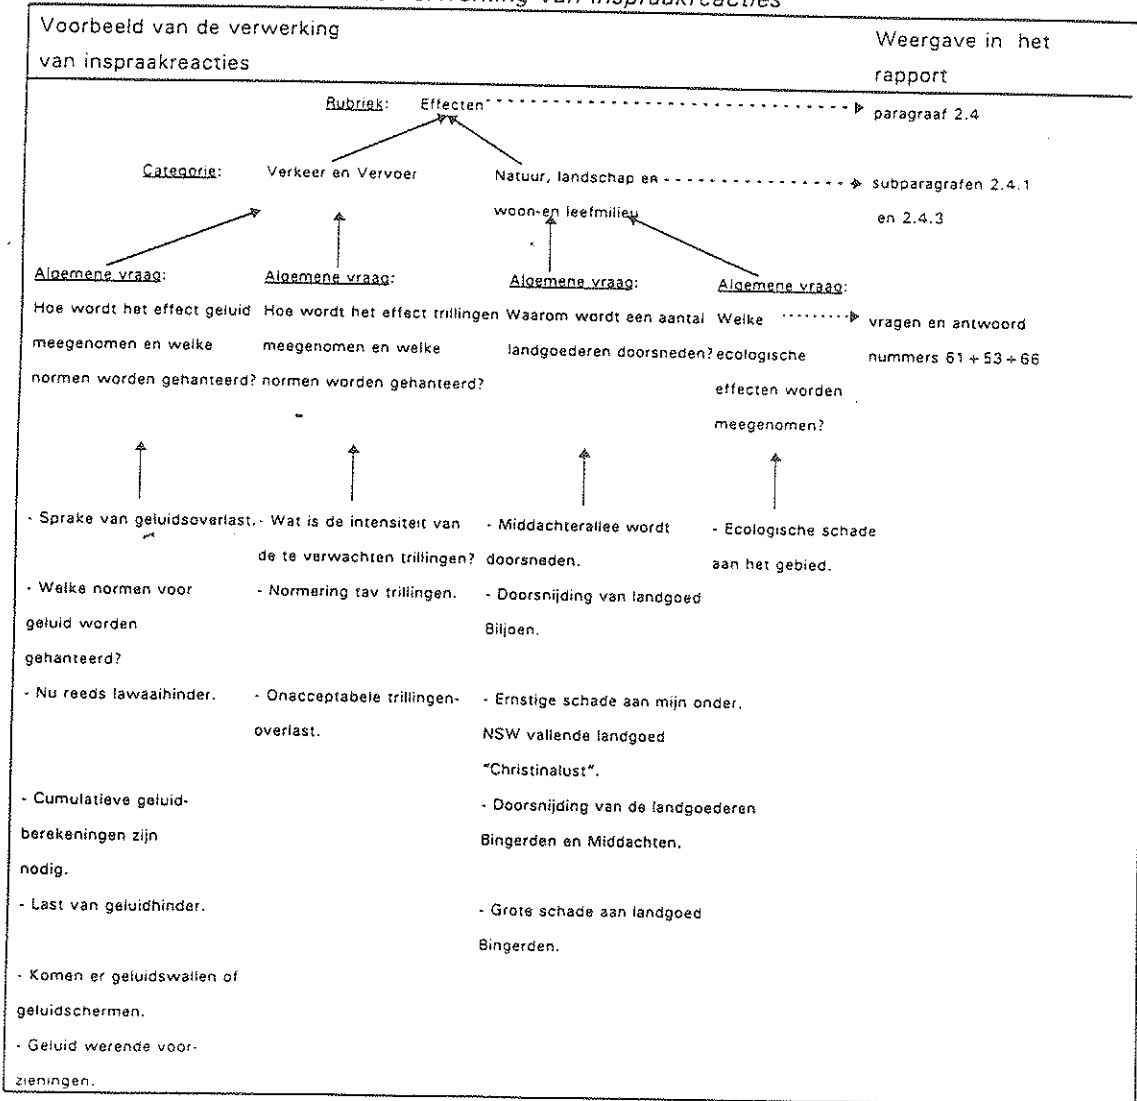 verwerking van inspraakreacties
Voorbeeld van de verwerking
van inspraakreacties
Weergave in het
rapport
Rubriek: Effecten
paragraaf 2.4
Categorie: Verkeer en Vervoer
Natuur, landschap en
woon-en leefmilieu
subparagrafen 2.4.1
en 2.4.3
Algemene vraag:
Hoe wordt het effect geluid
meegenomen en welke
normen worden gehanteerd?
Algemene vraag:
Hoe wordt het effect trillingen
meegenomen en welke
normen worden gehanteerd?
Algemene vraag:
Waarom wordt een aantal
landgoederen doorsneden?
Algemene vraag:
Welke
ecologische
effecten worden
meegenomen?
vragen en antwoord
nummers 61 + 53 + 66
- Sprake van geluidsoverlast.
- Welke normen voor
geluid worden
gehanteerd?
- Nu reeds lawaaihinder.
- Cumulatieve geluid-
berekeningen zijn
nodig.
- Last van geluidhinder.
- Komen er geluidswallen of
geluidschermen.
- Geluid werende voor-
zieningen.
- Wat is de intensiteit van
de te verwachten trillingen?
- Normering tav trillingen.
- Onacceptabele trillingen-
overlast.
- Middachterallee wordt
doorsneden.
- Doorsnijding van landgoed
Biljoen.
- Ernstige schade aan mijn onder.
NSW vallende landgoed
"Christinalust".
- Doorsnijding van de landgoederen
Bingerden en Middachten.
- Grote schade aan landgoed
Bingerden.
- Ecologische schade
aan het gebied.